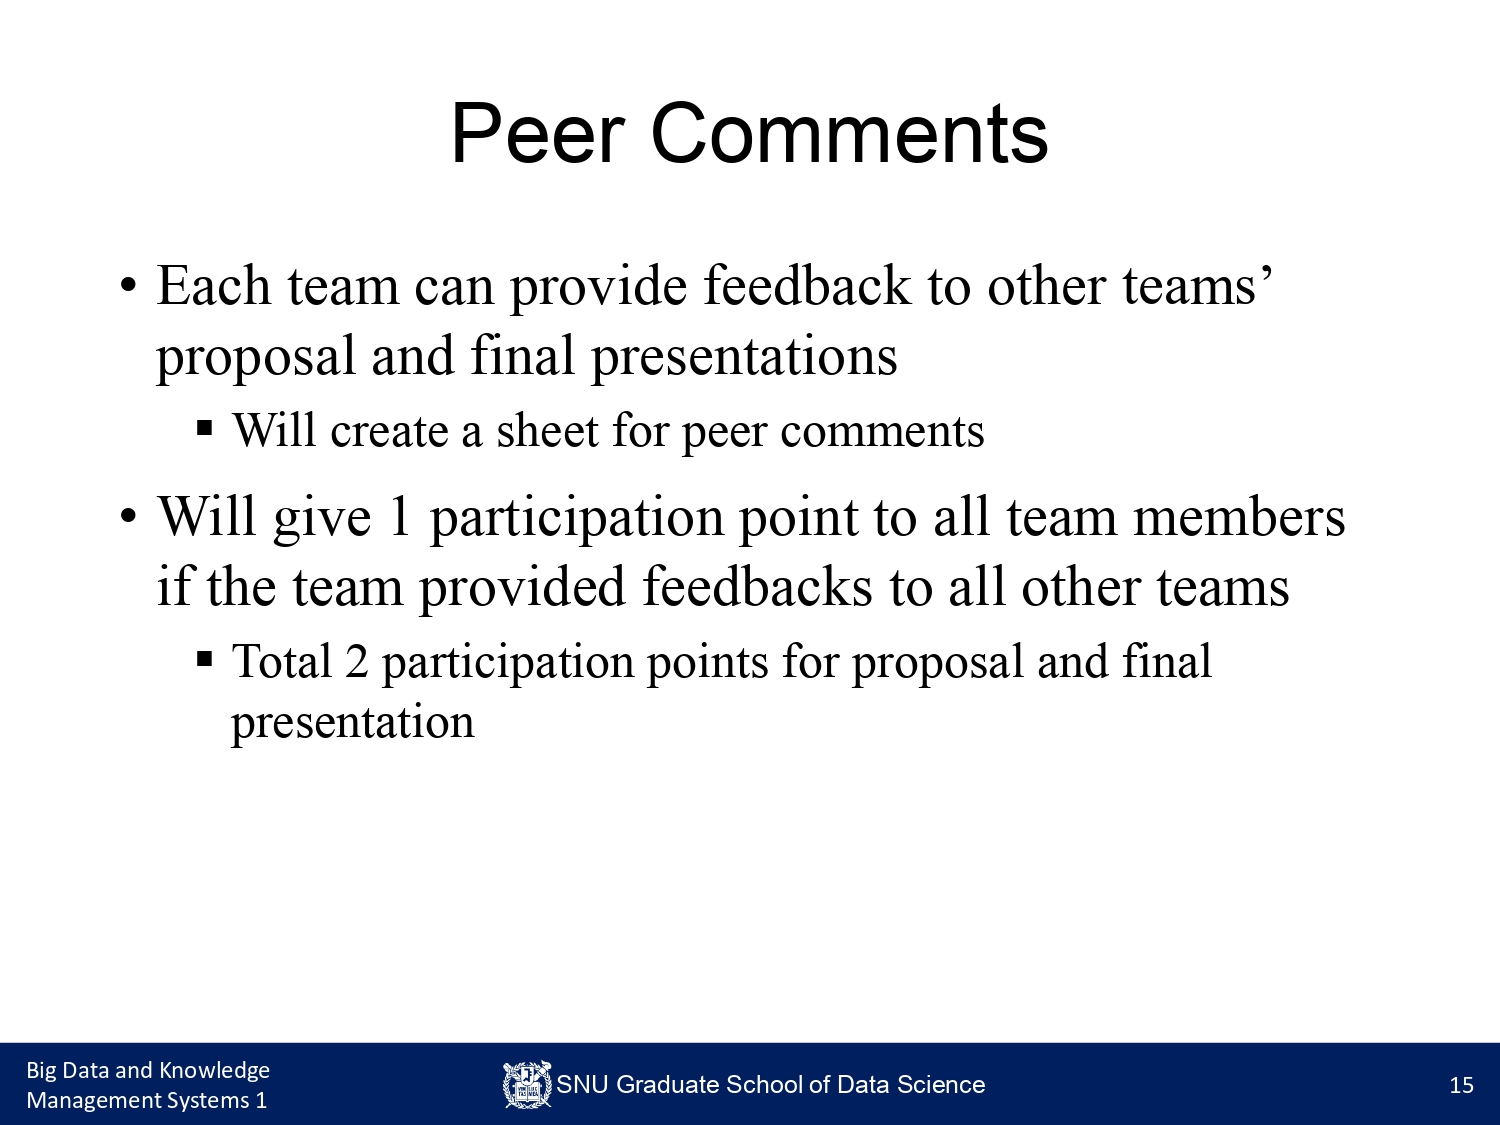 Peer Comments
• Each team can provide feedback to other teams’
proposal and final presentations
▪ Will create a sheet for peer comments
• Will give 1 participation point to all team members
if the team provided feedbacks to all other teams
▪ Total 2 participation points for proposal and final
presentation
Big Data and Knowledge
Management Systems 1
SNU Graduate School of Data Science
15